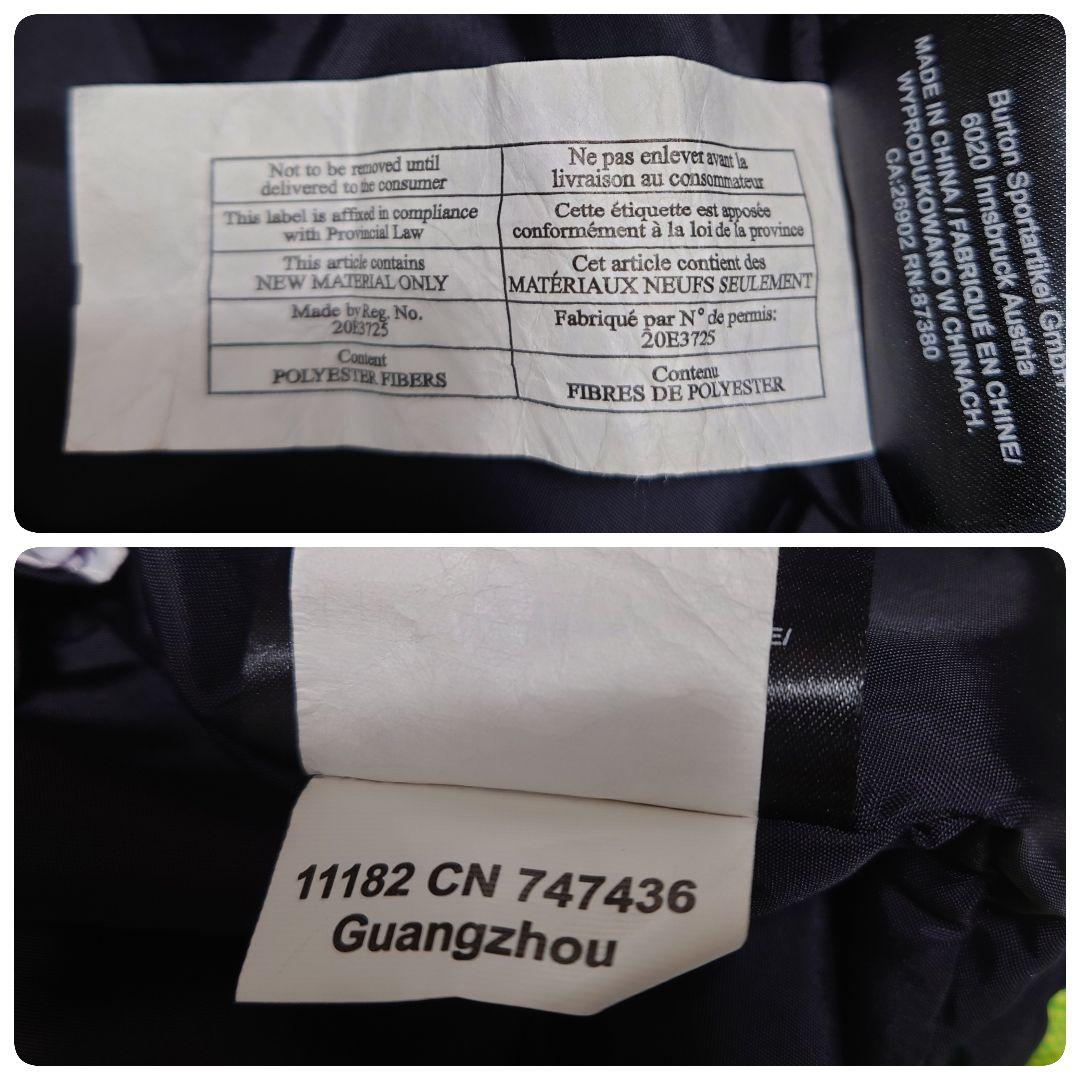 Not to be removed until
delivered to the consumer
Ne pas enlever avant la
livraison au consommateur
This label is affixed in compliance
with Provincial Law
Cette étiquette est apposée
conformément à la loi de la province
This article contains
NEW MATERIAL ONLY
Cet article contient des
MATÉRIAUX NEUFS SEULEMENT
Made by Reg. No.
20E3725
Fabriqué par N° de permis:
20E3725
Content
POLYESTER FIBERS
Contenu
FIBRES DE POLYESTER
Burton Sportartikel GmbH
6020 Innsbruck Austria
MADE IN CHINA / FABRIQUÉ EN CHINE/
WYPRODUKOWANO W CHINACH.
CA:26902 RN:87380
E/
11182 CN 747436
Guangzhou